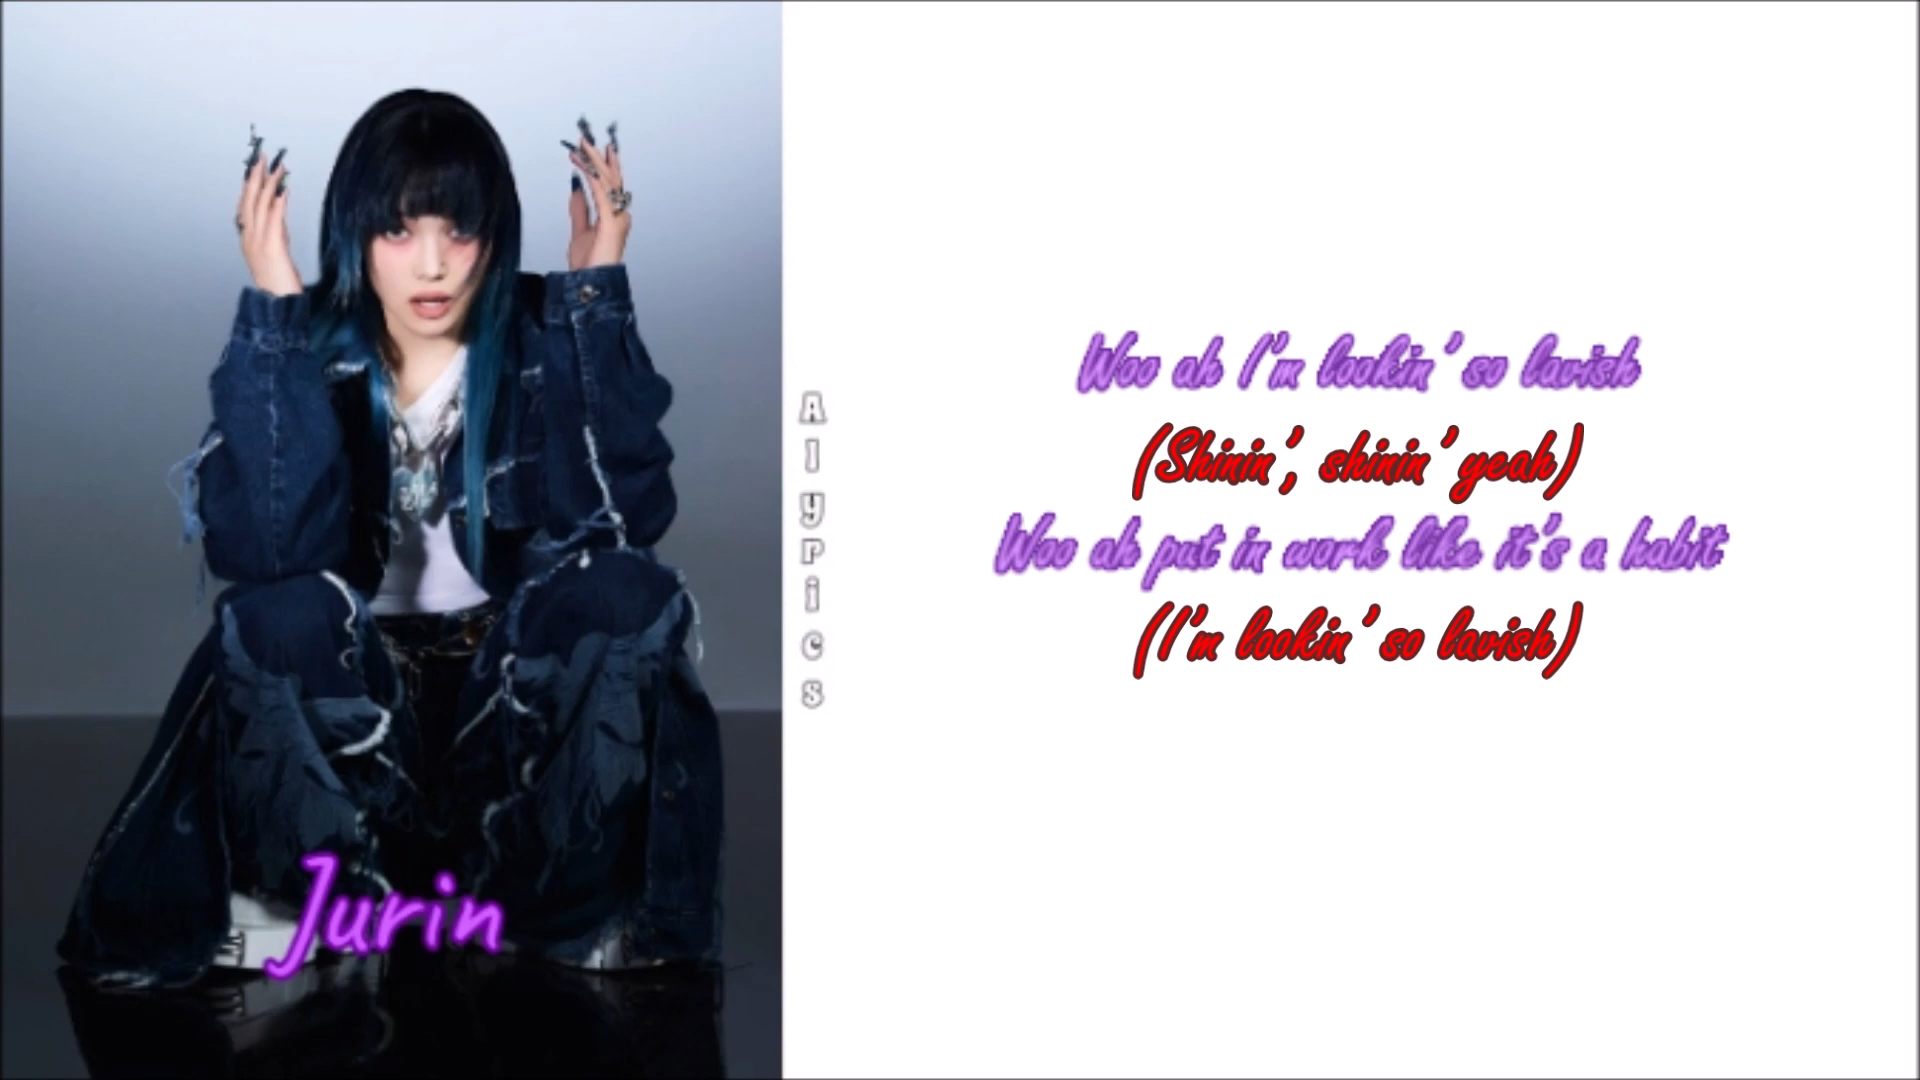 Jurin
Alypics
Woo ah I'm lookin' so lavish
(Shinin', shinin' yeah)
Woo ah put in work like it's a habit
(I'm lookin' so lavish)